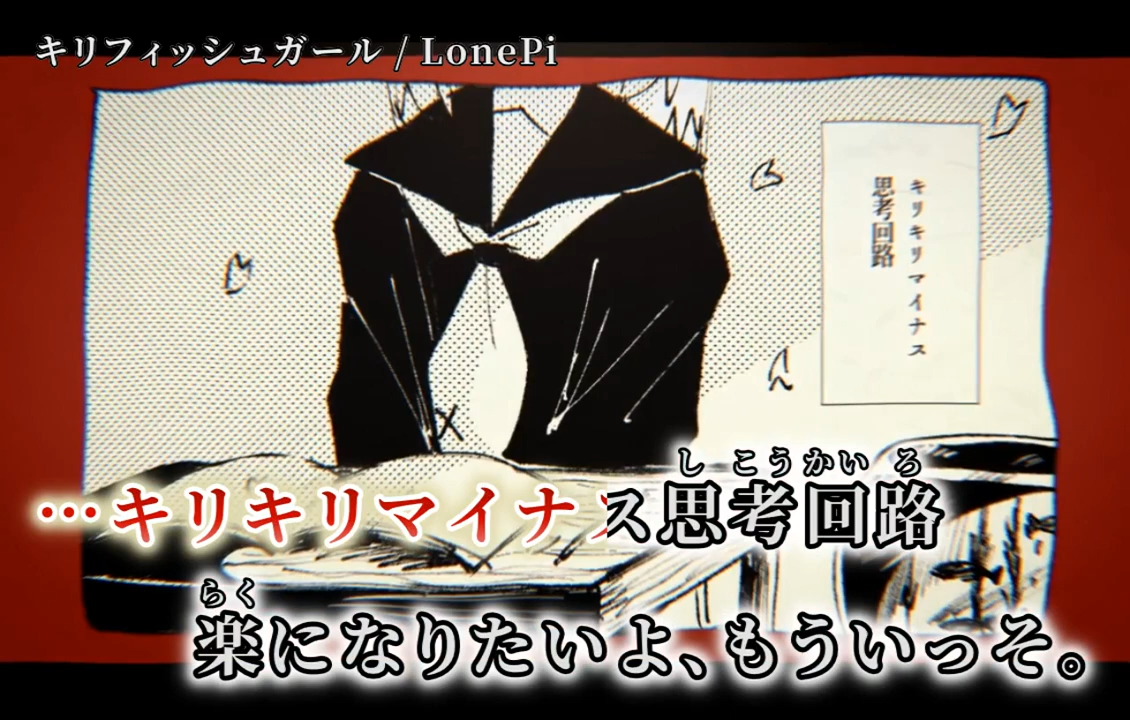 キリフィッシュガール / LonePi
キリキリマイナス
思考回路
しこうかいろ
…キリキリマイナス思考回路
らく
楽になりたいよ、もういっそ。